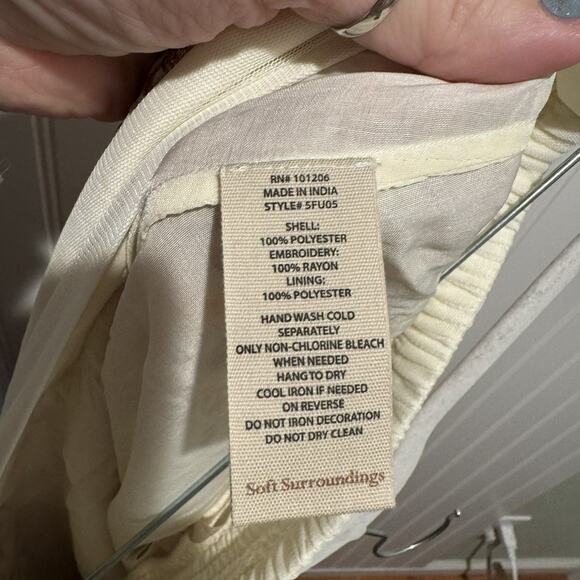 RN# 101206
MADE IN INDIA
STYLE# 5FU05
SHELL:
100% POLYESTER
EMBROIDERY:
100% RAYON
LINING:
100% POLYESTER
HAND WASH COLD
SEPARATELY
ONLY NON-CHLORINE BLEACH
WHEN NEEDED
HANG TO DRY
COOL IRON IF NEEDED
ON REVERSE
DO NOT IRON DECORATION
DO NOT DRY CLEAN
Soft Surroundings